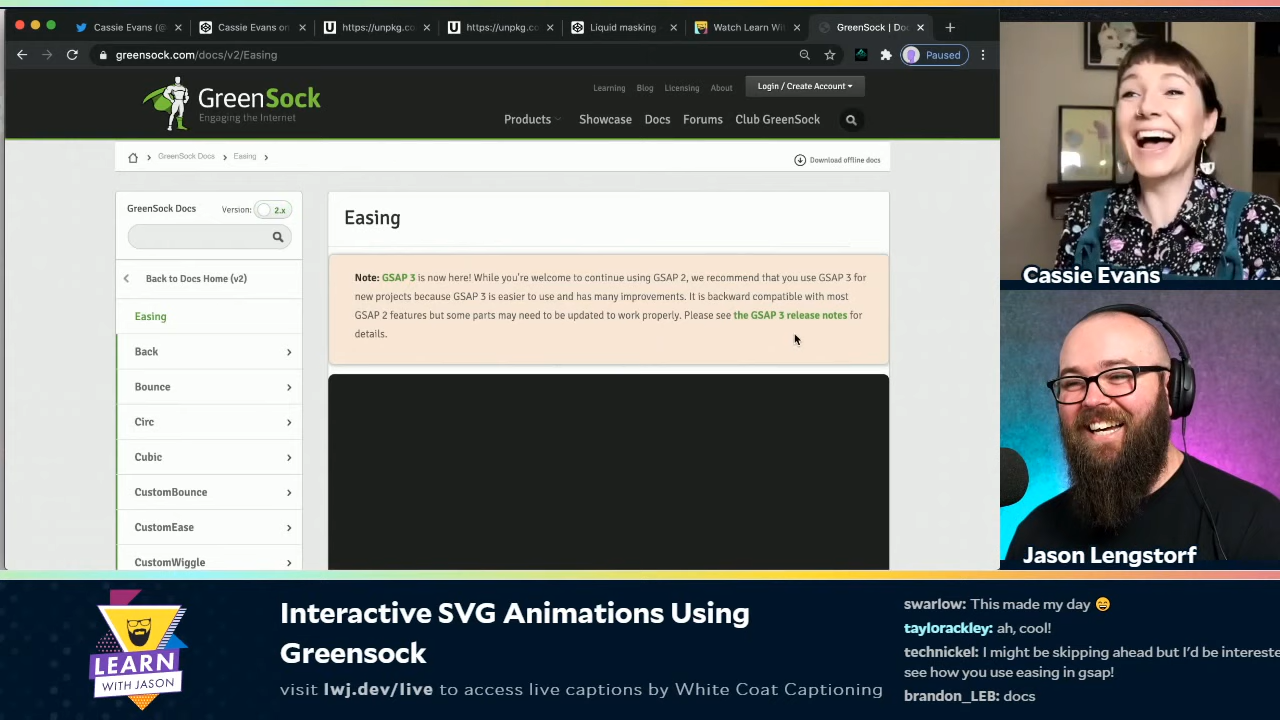 Cassie Evans (@
Cassie Evans on
https://unpkg.co
https://unpkg.co
Liquid masking
Watch Learn Wi
GreenSock | Doc
greensock.com/docs/v2/Easing
Paused
GreenSock
Engaging the Internet
Learning Blog Licensing About Login / Create Account
Products Showcase Docs Forums Club GreenSock
GreenSock Docs Easing
Download offline docs
GreenSock Docs Version: 2.x
Back to Docs Home (v2)
Easing
Back
Bounce
Circ
Cubic
CustomBounce
CustomEase
CustomWiggle
Easing
Note: GSAP 3 is now here! While you're welcome to continue using GSAP 2, we recommend that you use GSAP 3 for
new projects because GSAP 3 is easier to use and has many improvements. It is backward compatible with most
GSAP 2 features but some parts may need to be updated to work properly. Please see the GSAP 3 release notes for
details.
Cassie Evans
Jason Lengstorf
LEARN
WITH JASON
Interactive SVG Animations Using
Greensock
visit lwj.dev/live to access live captions by White Coat Captioning
swarlow: This made my day 😄
taylorackley: ah, cool!
technickel: I might be skipping ahead but I'd be intereste
see how you use easing in gsap!
brandon_LEB: docs